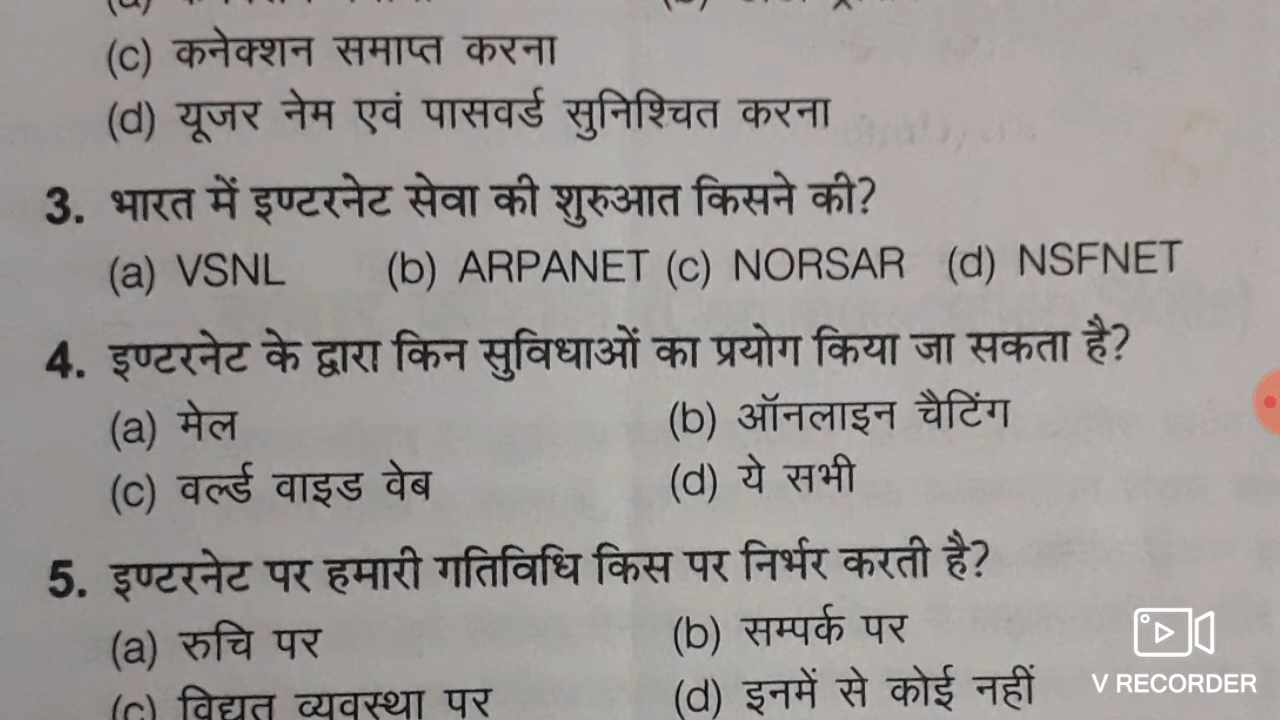 (c) कनेक्शन समाप्त करना
(d) यूजर नेम एवं पासवर्ड सुनिश्चित करना
3. भारत में इण्टरनेट सेवा की शुरुआत किसने की?
(a) VSNL (b) ARPANET (c) NORSAR (d) NSFNET
4. इण्टरनेट के द्वारा किन सुविधाओं का प्रयोग किया जा सकता है?
(a) मेल (b) ऑनलाइन चैटिंग
(c) वर्ल्ड वाइड वेब (d) ये सभी
5. इण्टरनेट पर हमारी गतिविधि किस पर निर्भर करती है?
(a) रुचि पर (b) सम्पर्क पर
(c) विद्युत व्यवस्था पर (d) इनमें से कोई नहीं
V RECORDER